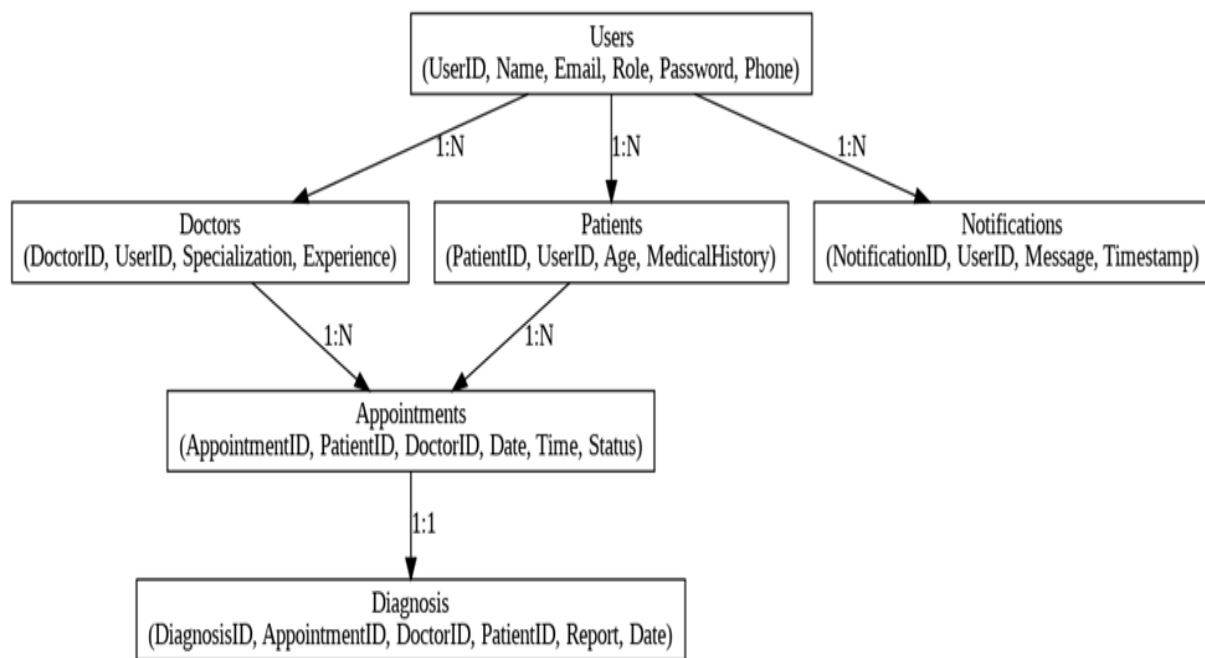 Users
(UserID, Name, Email, Role, Password, Phone)
1:N
1:N
1:N
Doctors
(DoctorID, UserID, Specialization, Experience)
Patients
(PatientID, UserID, Age, MedicalHistory)
Notifications
(NotificationID, UserID, Message, Timestamp)
1:N
1:N
Appointments
(AppointmentID, PatientID, DoctorID, Date, Time, Status)
1:1
Diagnosis
(DiagnosisID, AppointmentID, DoctorID, PatientID, Report, Date)